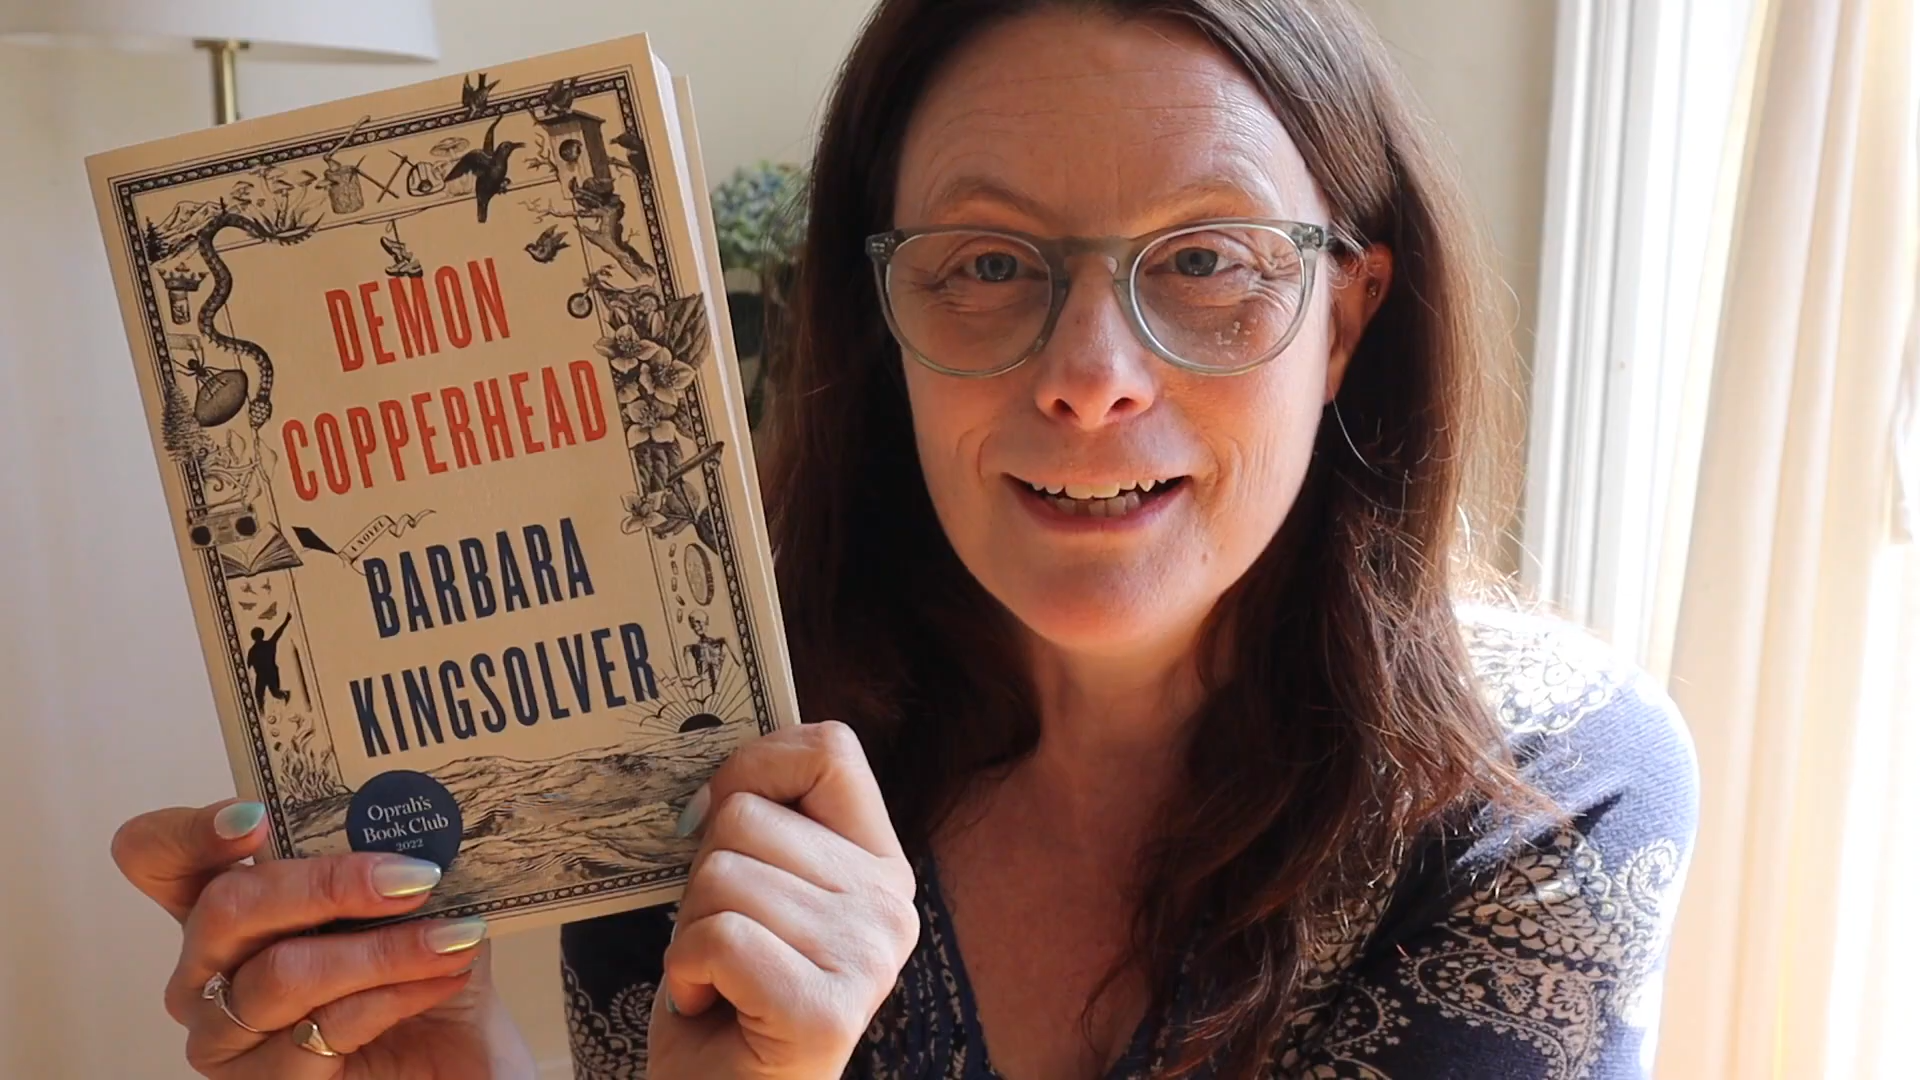 DEMON
COPPERHEAD
A NOVEL
BARBARA
KINGSOLVER
Oprah's
Book Club
2022